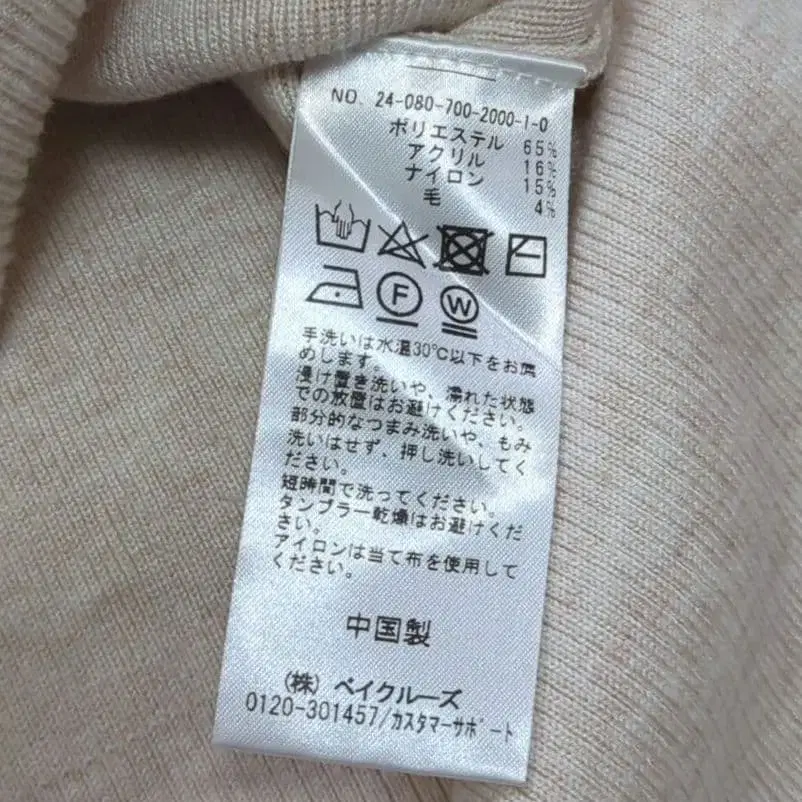 NO. 24-080-700-2000-1-0
ポリエステル 65%
アクリル 16%
ナイロン 15%
毛 4%
F W
手洗いは水温30℃以下をお薦
めします。
浸け置き洗いや、濡れた状態
での放置はお避けください。
部分的なつまみ洗いや、もみ
洗いはせず、押し洗いしてく
ださい。
短時間で洗ってください。
タンブラー乾燥はお避けくだ
さい。
アイロンは当て布を使用して
ください。
中国製
(株) ベイクルーズ
0120-301457/カスタマーサポート